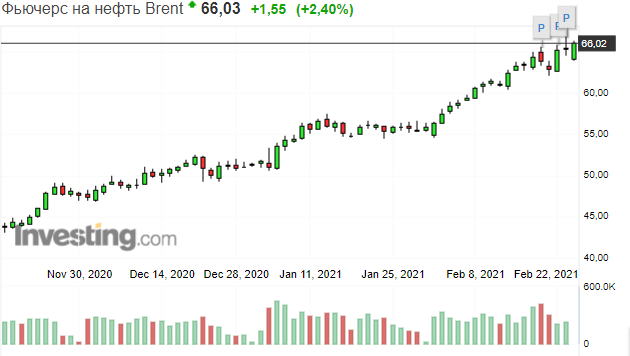 Фьючерс на нефть Brent 66,03 +1,55 (+2,40%)
P P P
66,02
60,00
55,00
50,00
45,00
Investing.com
40,00
Nov 30, 2020 Dec 14, 2020 Dec 28, 2020 Jan 11, 2021 Jan 25, 2021 Feb 8, 2021 Feb 22, 2021
600.0K
0